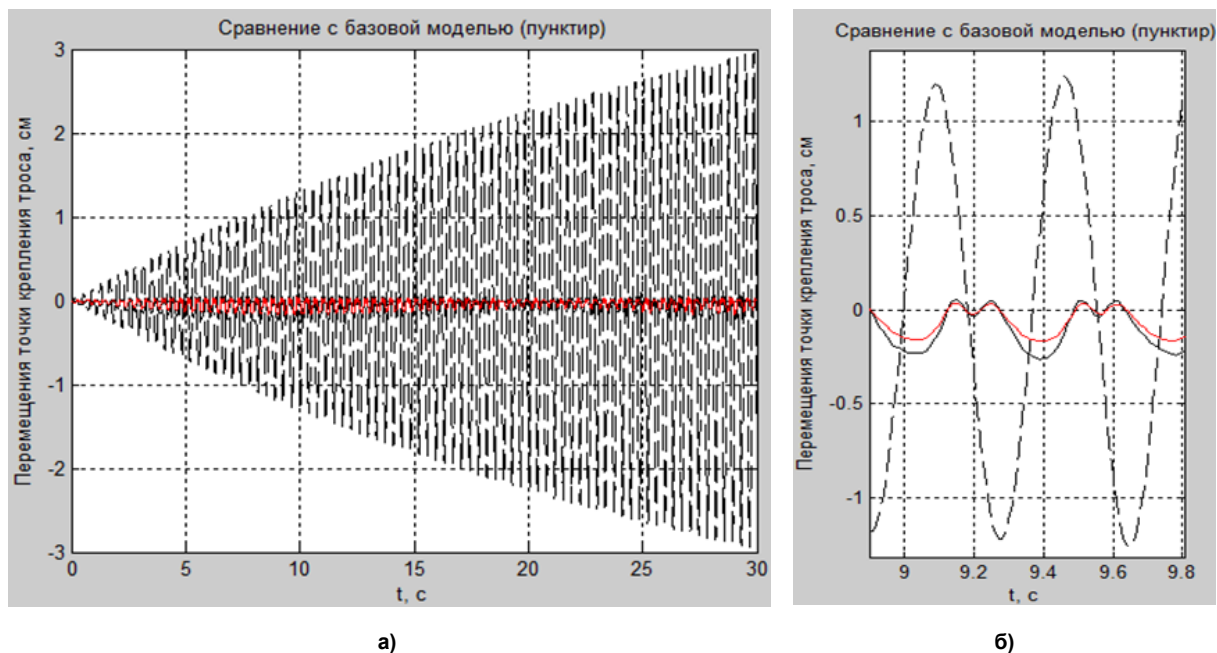 Сравнение с базовой моделью (пунктир)
Перемещения точки крепления троса, см
3
2
1
0
-1
-2
-3
0 5 10 15 20 25 30
t, с
а)
Сравнение с базовой моделью (пунктир)
Перемещения точки крепления троса, см
1
0.5
0
-0.5
-1
9 9.2 9.4 9.6 9.8
t, с
б)